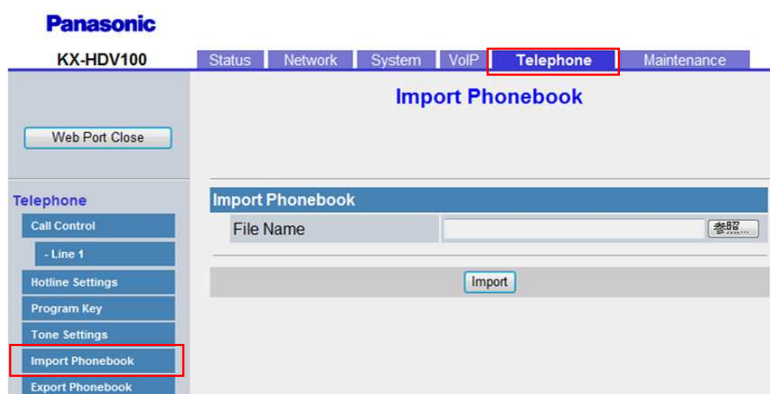 Panasonic
KX-HDV100
Status Network System VoIP Telephone Maintenance
Import Phonebook
Web Port Close
Telephone
Call Control
- Line 1
Hotline Settings
Program Key
Tone Settings
Import Phonebook
Export Phonebook
Import Phonebook
File Name
参照...
Import